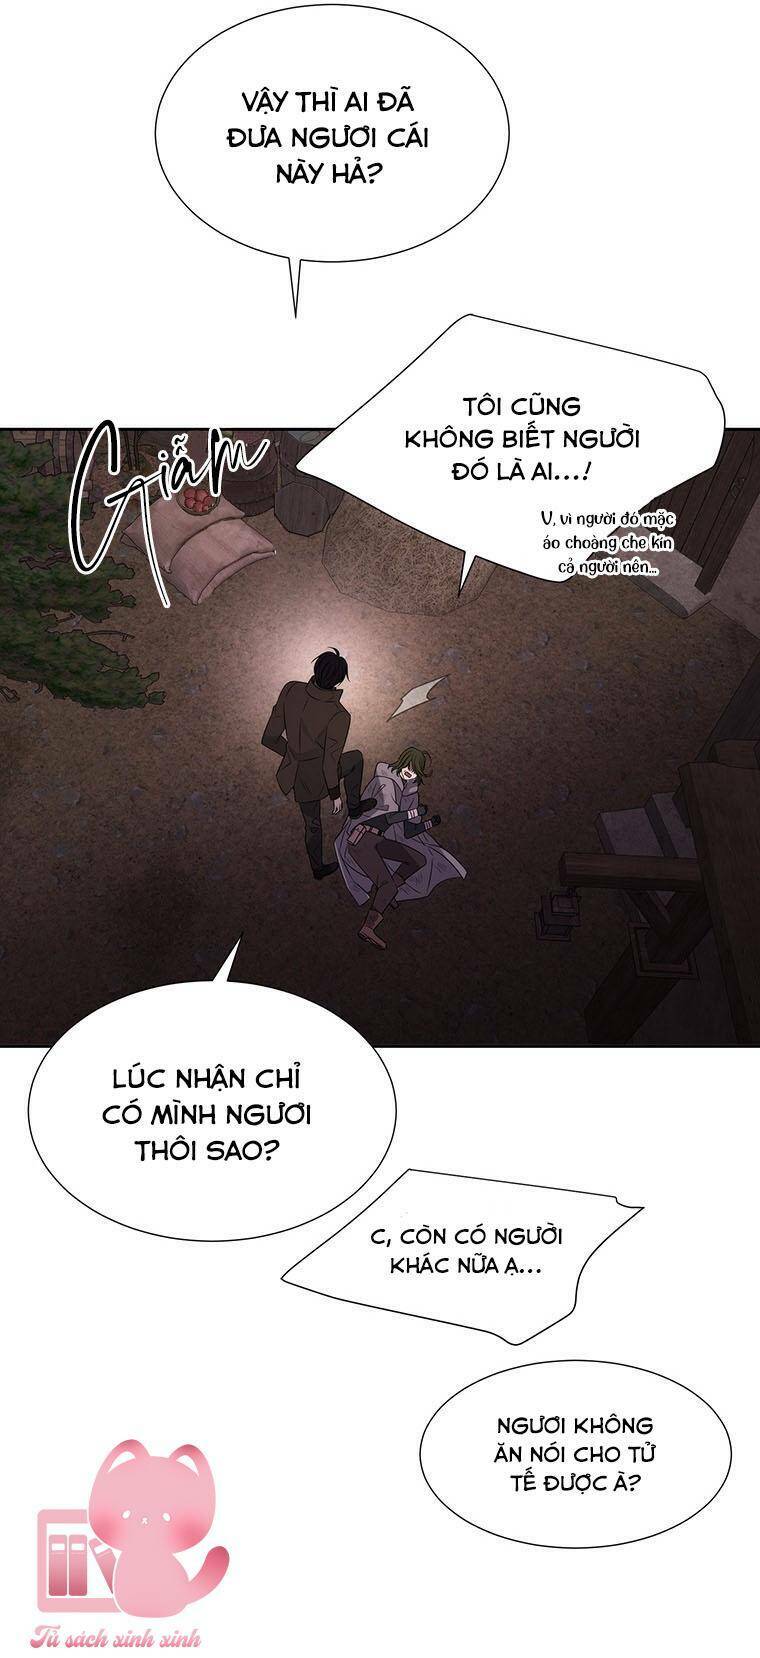 VẬY THÌ AI ĐÃ
ĐƯA NGƯƠI CÁI
NÀY HẢ?
TÔI CŨNG
KHÔNG BIẾT NGƯỜI
ĐÓ LÀ AI...!
V, vì người đó mặc
áo choàng che kín
cả người nên...
Giẫm
LÚC NHẬN CHỈ
CÓ MÌNH NGƯƠI
THÔI SAO?
C, CÒN CÓ NGƯỜI
KHÁC NỮA Ạ...
NGƯƠI KHÔNG
ĂN NÓI CHO TỬ
TẾ ĐƯỢC À?
Tủ sách xinh xinh